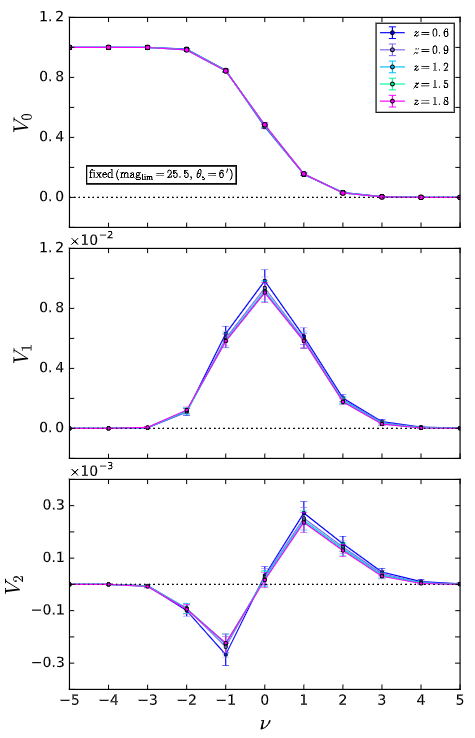 1.2
0.8
0.4
0.0
V₀
z=0.6
z=0.9
z=1.2
z=1.5
z=1.8
fixed (mag_lim = 25.5, θ_s = 6′)
×10⁻²
1.2
0.8
0.4
0.0
V₁
×10⁻³
0.3
0.1
−0.1
−0.3
V₂
−5 −4 −3 −2 −1 0 1 2 3 4 5
ν